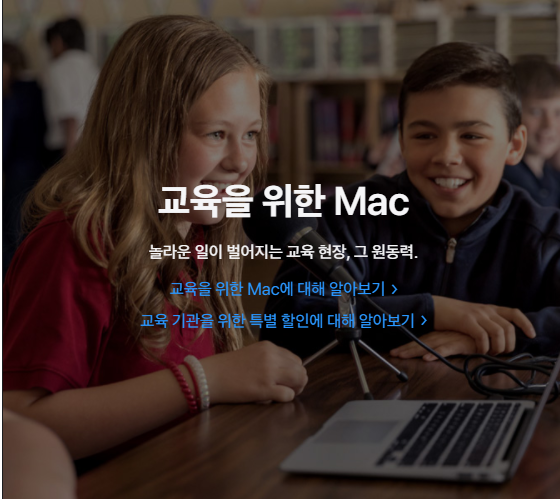 교육을 위한 Mac
놀라운 일이 벌어지는 교육 현장, 그 원동력.
교육을 위한 Mac에 대해 알아보기 >
교육 기관을 위한 특별 할인에 대해 알아보기 >